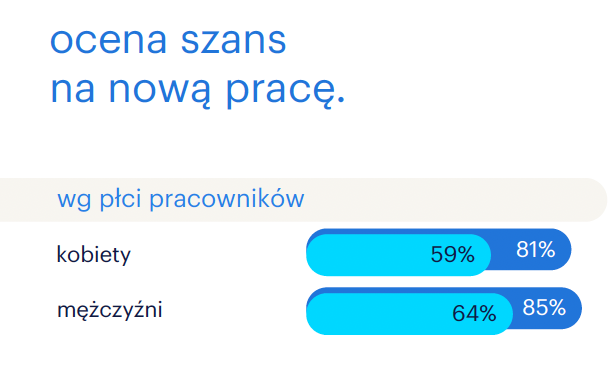 ocena szans
na nową pracę.
wg płci pracowników
kobiety 59% 81%
mężczyźni 64% 85%